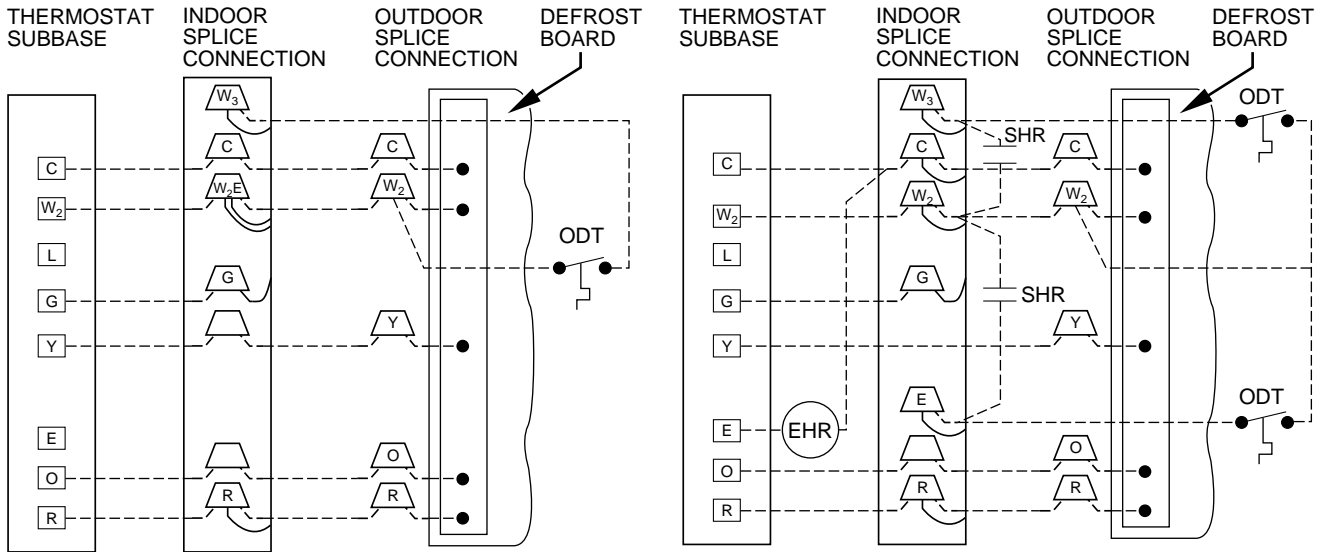 THERMOSTAT
SUBBASE
INDOOR
SPLICE
CONNECTION
OUTDOOR
SPLICE
CONNECTION
DEFROST
BOARD
W3
C
C
C
W2
W2E
W2
L
ODT
G
G
Y
Y
E
O
O
R
R
R
THERMOSTAT
SUBBASE
INDOOR
SPLICE
CONNECTION
OUTDOOR
SPLICE
CONNECTION
DEFROST
BOARD
W3
ODT
SHR
C
C
C
W2
W2
W2
L
G
G
SHR
Y
Y
E
ODT
E
EHR
O
O
R
R
R